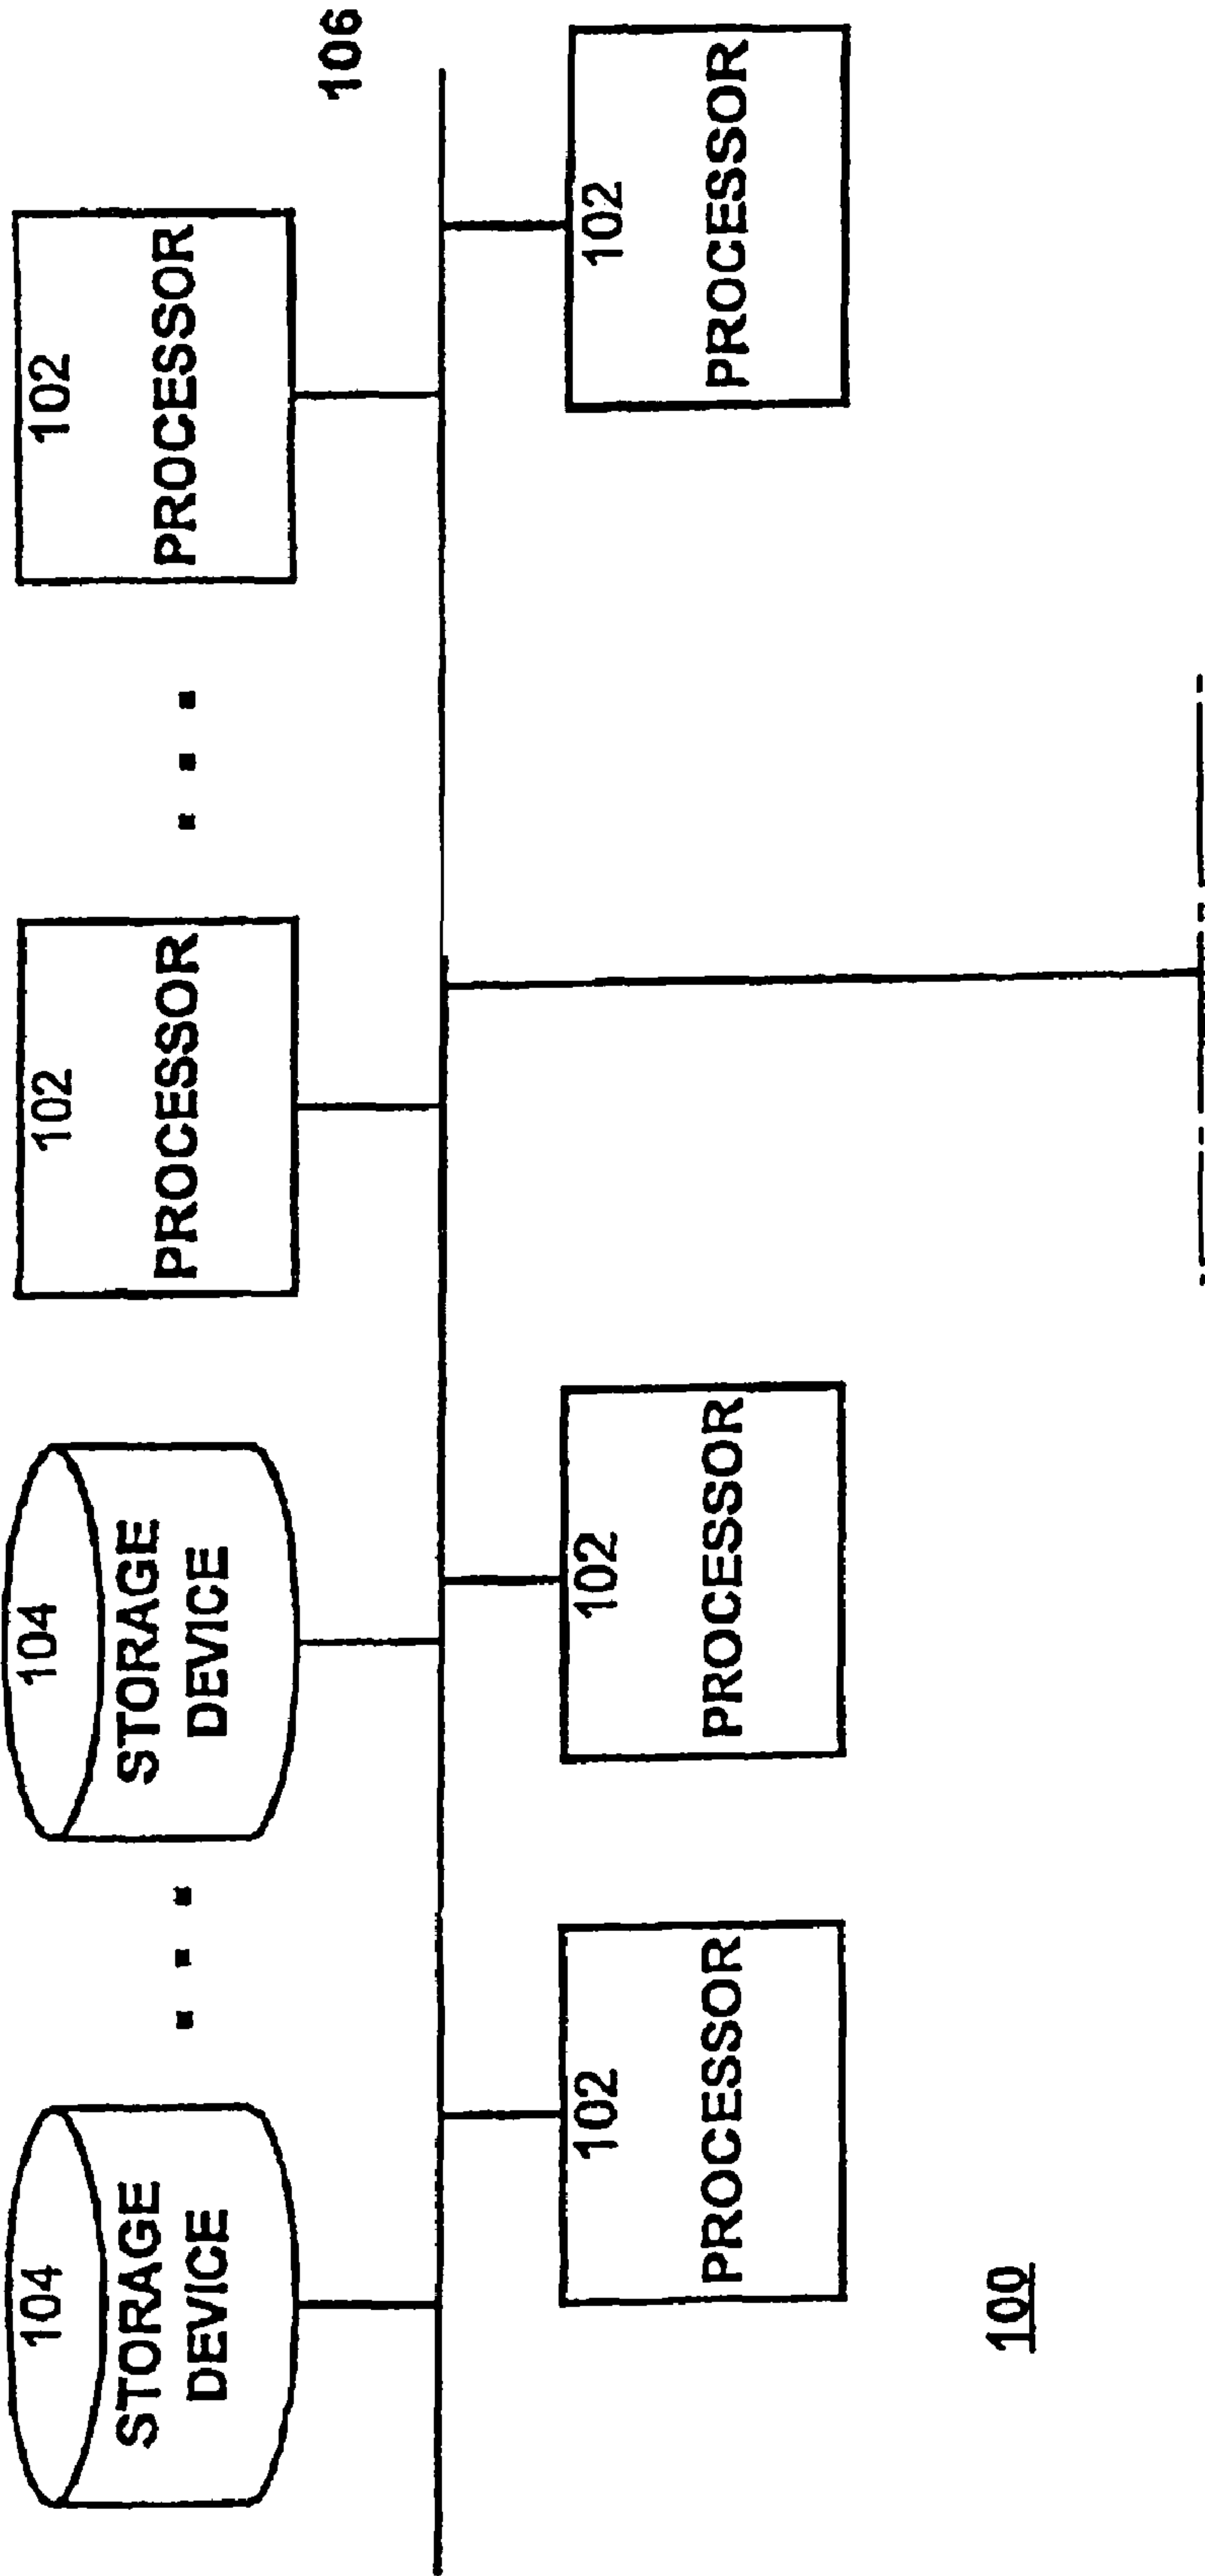 104
STORAGE
DEVICE
104
STORAGE
DEVICE
102
PROCESSOR
102
PROCESSOR
106
102
PROCESSOR
102
PROCESSOR
102
PROCESSOR
100